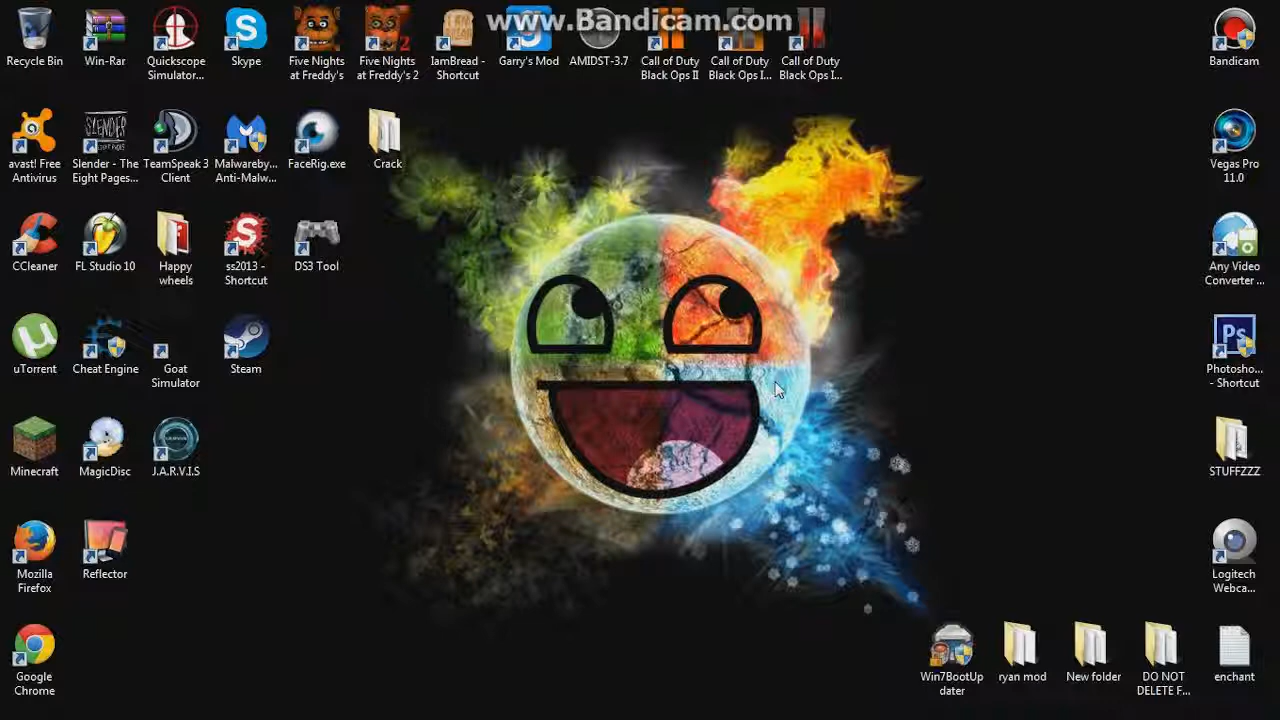 www.Bandicam.com
Recycle Bin
Win-Rar
Quickscope
Simulator...
Skype
Five Nights
at Freddy's
Five Nights
at Freddy's 2
IamBread -
Shortcut
Garry's Mod
AMIDST-3.7
Call of Duty
Black Ops II
Call of Duty
Black Ops I...
Call of Duty
Black Ops I...
Bandicam
avast! Free
Antivirus
SLENDER
Slender - The
Eight Pages...
TeamSpeak 3
Client
Malwareby...
Anti-Malw...
FaceRig.exe
Crack
Vegas Pro
11.0
CCleaner
FL Studio 10
Happy
wheels
ss2013 -
Shortcut
DS3 Tool
Any Video
Converter ...
uTorrent
Cheat Engine
Goat
Simulator
Steam
Ps
Photosho...
- Shortcut
Minecraft
MagicDisc
J.A.R.V.I.S
STUFFZZZ
Mozilla
Firefox
Reflector
Logitech
Webca...
Google
Chrome
Win7BootUp
dater
ryan mod
New folder
DO NOT
DELETE F...
enchant